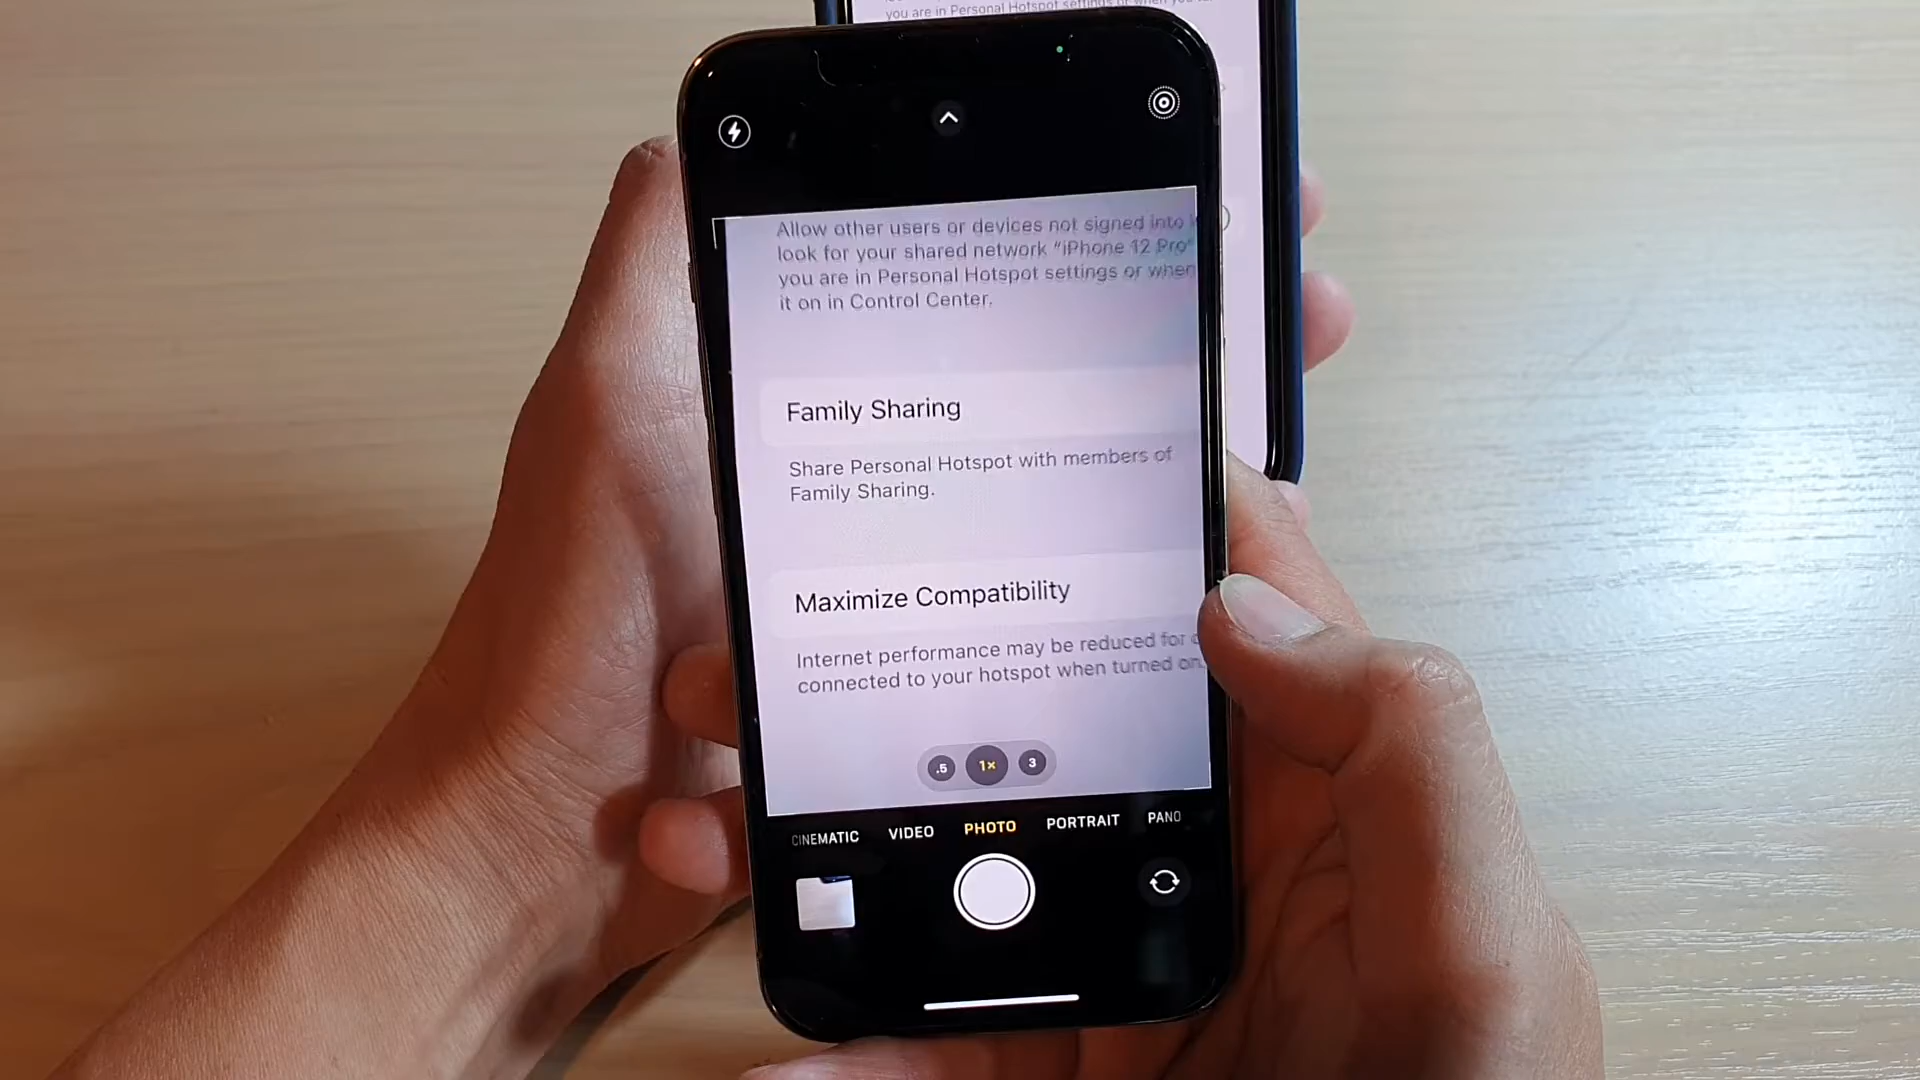 you are in Personal Hotspot settings or when you
Allow other users or devices not signed into
look for your shared network “iPhone 12 Pro”
you are in Personal Hotspot settings or when
it on in Control Center.
Family Sharing
Share Personal Hotspot with members of
Family Sharing.
Maximize Compatibility
Internet performance may be reduced for
connected to your hotspot when turned on.
.5 1× 3
CINEMATIC VIDEO PHOTO PORTRAIT PANO